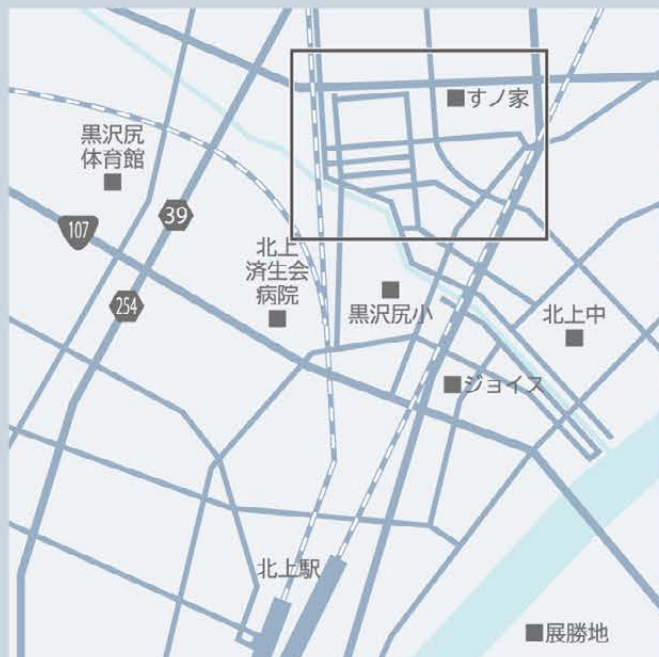 ■すノ家
黒沢尻
体育館
■
39
107
北上
済生会
病院
■
254
■
黒沢尻小
北上中
■
■ジョイス
北上駅
■展勝地